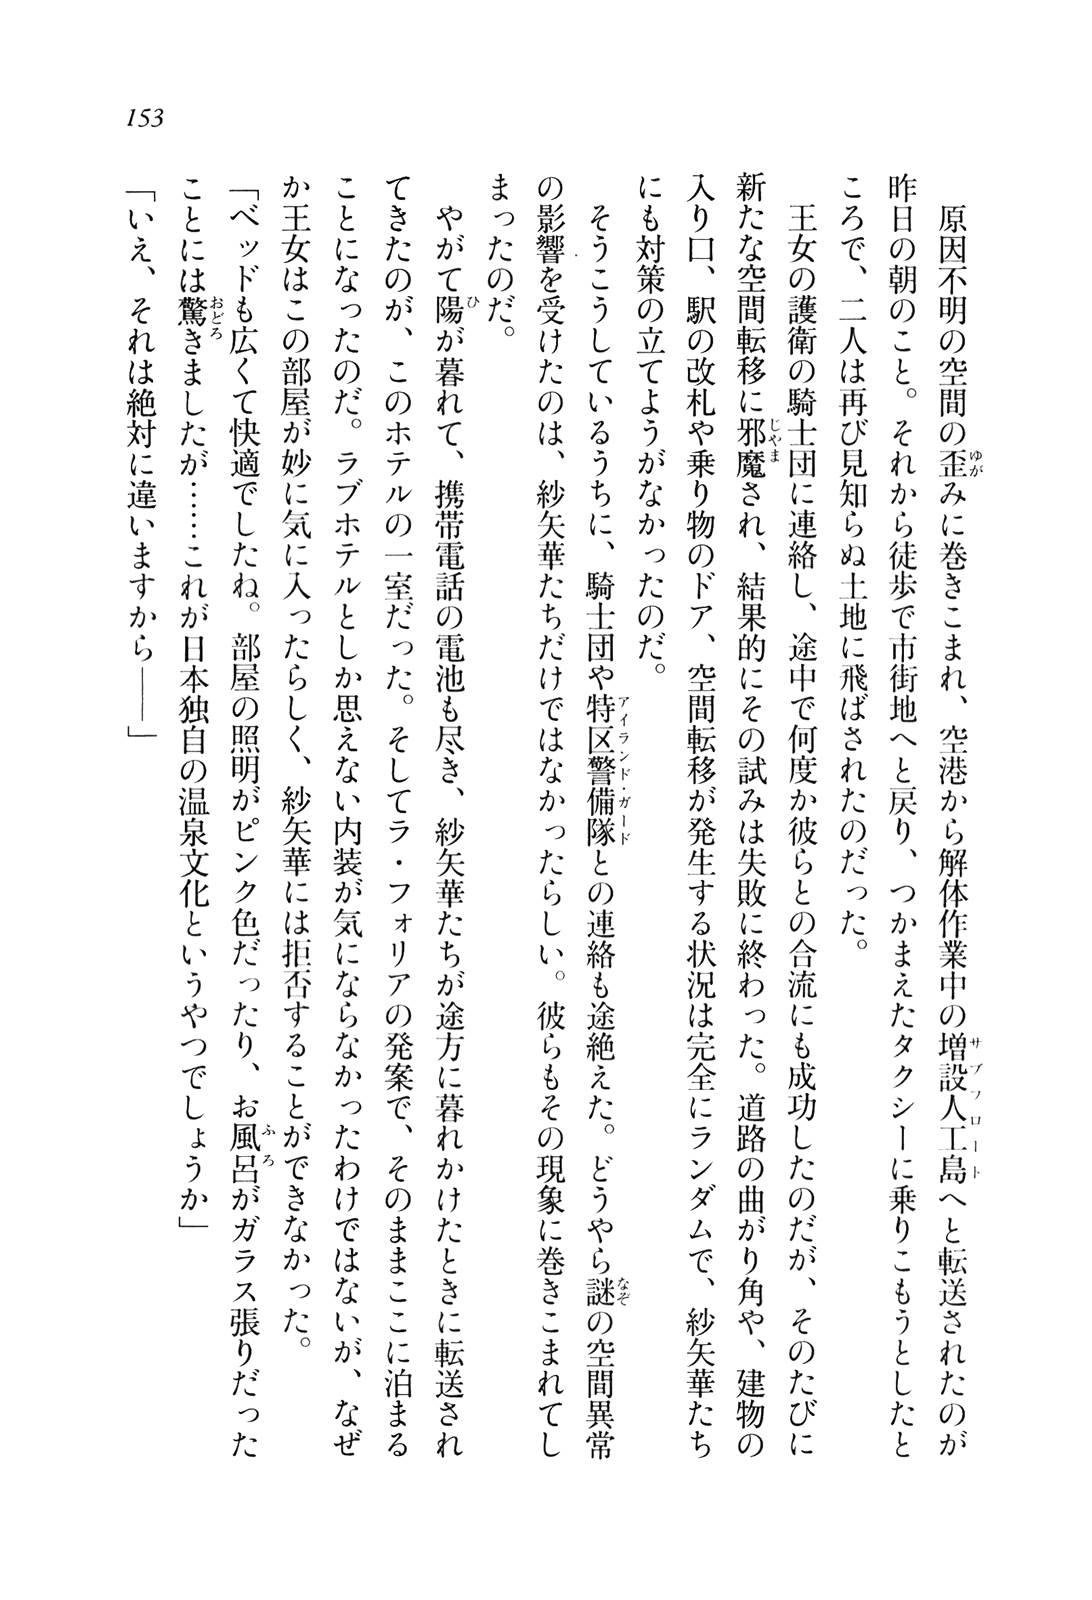 153
　原因不明の空間の歪みに巻きこまれ、空港から解体作業中の増設人工島へと転送されたのが
昨日の朝のこと。それから徒歩で市街地へと戻り、つかまえたタクシーに乗りこもうとしたと
ころで、二人は再び見知らぬ土地に飛ばされたのだった。
　王女の護衛の騎士団に連絡し、途中で何度か彼らとの合流にも成功したのだが、そのたびに
新たな空間転移に邪魔され、結果的にその試みは失敗に終わった。道路の曲がり角や、建物の
入り口、駅の改札や乗り物のドア、空間転移が発生する状況は完全にランダムで、紗矢華たち
にも対策の立てようがなかったのだ。
　そうこうしているうちに、騎士団や特区警備隊との連絡も途絶えた。どうやら謎の空間異常
の影響を受けたのは、紗矢華たちだけではなかったらしい。彼らもその現象に巻きこまれてし
まったのだ。
　やがて陽が暮れて、携帯電話の電池も尽き、紗矢華たちが途方に暮れかけたときに転送され
てきたのが、このホテルの一室だった。そしてラ・フォリアの発案で、そのままここに泊まる
ことになったのだ。ラブホテルとしか思えない内装が気にならなかったわけではないが、なぜ
か王女はこの部屋が妙に気に入ったらしく、紗矢華には拒否することができなかった。
「ベッドも広くて快適でしたね。部屋の照明がピンク色だったり、お風呂がガラス張りだった
ことには驚きましたが……これが日本独自の温泉文化というやつでしょうか」
「いえ、それは絶対に違いますから――」
ゆが
サブフロート
じゃま
アイランド・ガード
なぞ
ひ
ふろ
おどろ